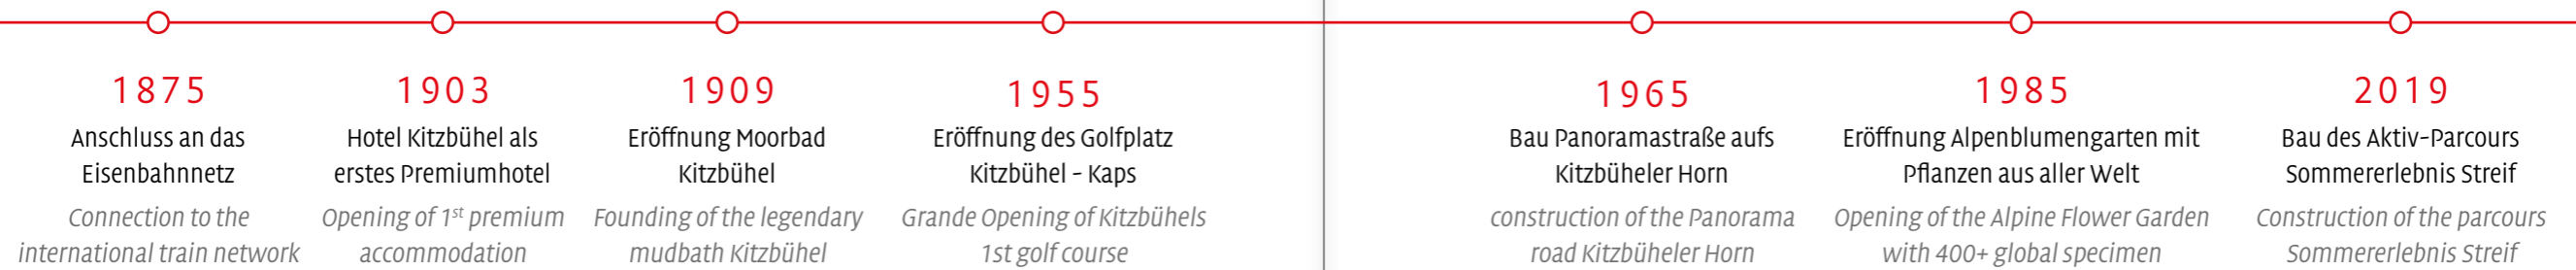 1875
Anschluss an das
Eisenbahnnetz
Connection to the
international train network
1903
Hotel Kitzbühel als
erstes Premiumhotel
Opening of 1st premium
accommodation
1909
Eröffnung Moorbad
Kitzbühel
Founding of the legendary
mudbath Kitzbühel
1955
Eröffnung des Golfplatz
Kitzbühel - Kaps
Grande Opening of Kitzbühels
1st golf course
1965
Bau Panoramastraße aufs
Kitzbüheler Horn
construction of the Panorama
road Kitzbüheler Horn
1985
Eröffnung Alpenblumengarten mit
Pflanzen aus aller Welt
Opening of the Alpine Flower Garden
with 400+ global specimen
2019
Bau des Aktiv-Parcours
Sommererlebnis Streif
Construction of the parcours
Sommererlebnis Streif